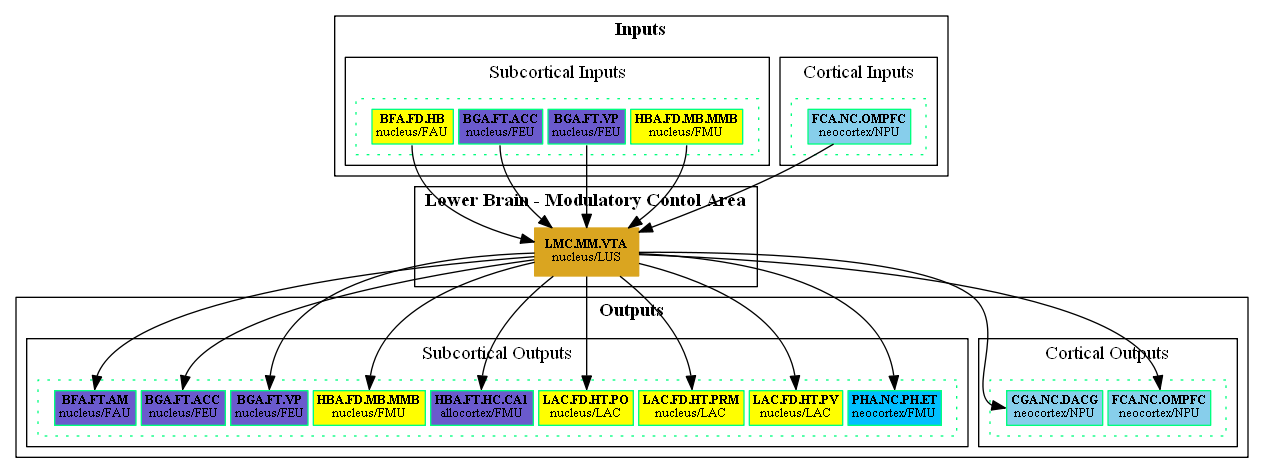 Inputs
Subcortical Inputs
Cortical Inputs
BFA.FD.HB
nucleus/FAU
BGA.FT.ACC
nucleus/FEU
BGA.FT.VP
nucleus/FEU
HBA.FD.MB.MMB
nucleus/FMU
FCA.NC.OMPFC
neocortex/NPU
Lower Brain - Modulatory Contol Area
LMC.MM.VTA
nucleus/LUS
Outputs
Subcortical Outputs
Cortical Outputs
BFA.FT.AM
nucleus/FAU
BGA.FT.ACC
nucleus/FEU
BGA.FT.VP
nucleus/FEU
HBA.FD.MB.MMB
nucleus/FMU
HBA.FT.HC.CA1
allocortex/FMU
LAC.FD.HT.PO
nucleus/LAC
LAC.FD.HT.PRM
nucleus/LAC
LAC.FD.HT.PV
nucleus/LAC
PHA.NC.PH.ET
neocortex/FMU
CGA.NC.DACG
neocortex/NPU
FCA.NC.OMPFC
neocortex/NPU